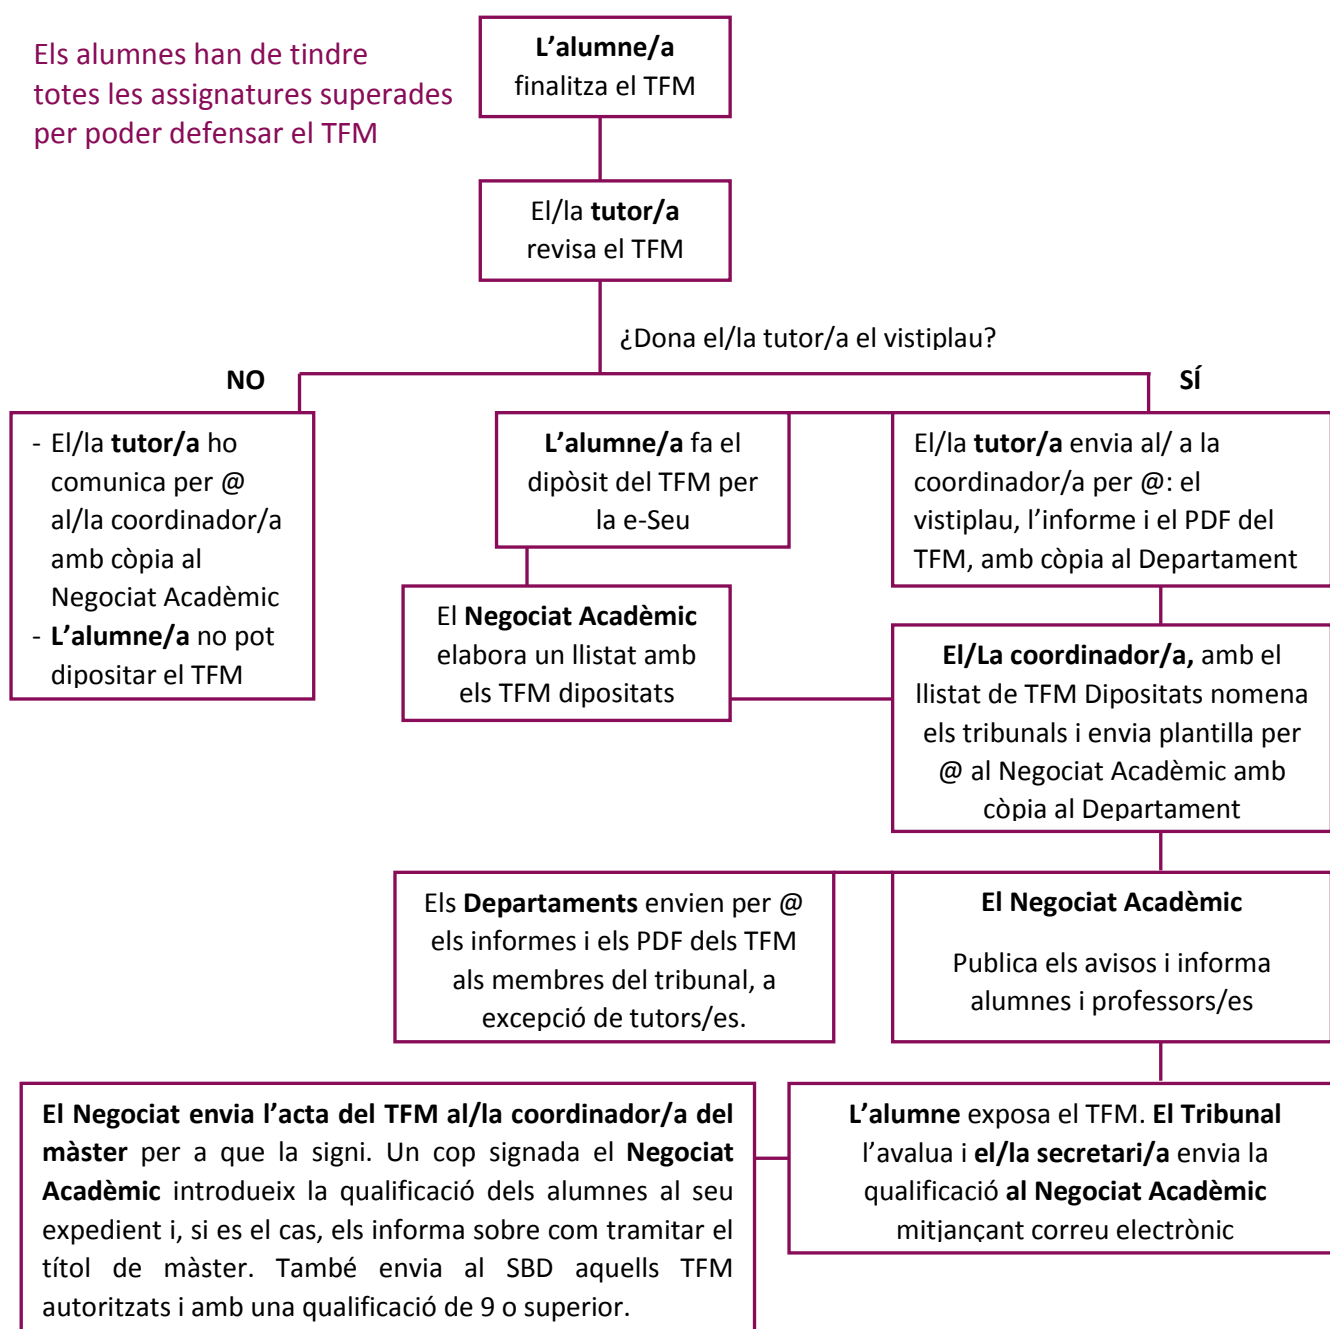 Els alumnes han de tindre
totes les assignatures superades
per poder defensar el TFM
L’alumne/a
finalitza el TFM
El/la tutor/a
revisa el TFM
¿Dona el/la tutor/a el vistiplau?
NO
SÍ
- El/la tutor/a ho
comunica per @
al/la coordinador/a
amb còpia al
Negociat Acadèmic
- L’alumne/a no pot
dipositar el TFM
L’alumne/a fa el
dipòsit del TFM per
la e-Seu
El/la tutor/a envia al/ a la
coordinador/a per @: el
vistiplau, l’informe i el PDF del
TFM, amb còpia al Departament
El Negociat Acadèmic
elabora un llistat amb
els TFM dipositats
El/La coordinador/a, amb el
llistat de TFM Dipositats nomena
els tribunals i envia plantilla per
@ al Negociat Acadèmic amb
còpia al Departament
Els Departaments envien per @
els informes i els PDF dels TFM
als membres del tribunal, a
excepció de tutors/es.
El Negociat Acadèmic
Publica els avisos i informa
alumnes i professors/es
El Negociat envia l’acta del TFM al/la coordinador/a del
màster per a que la signi. Un cop signada el Negociat
Acadèmic introdueix la qualificació dels alumnes al seu
expedient i, si es el cas, els informa sobre com tramitar el
títol de màster. També envia al SBD aquells TFM
autoritzats i amb una qualificació de 9 o superior.
L’alumne exposa el TFM. El Tribunal
l’avalua i el/la secretari/a envia la
qualificació al Negociat Acadèmic
mitjançant correu electrònic